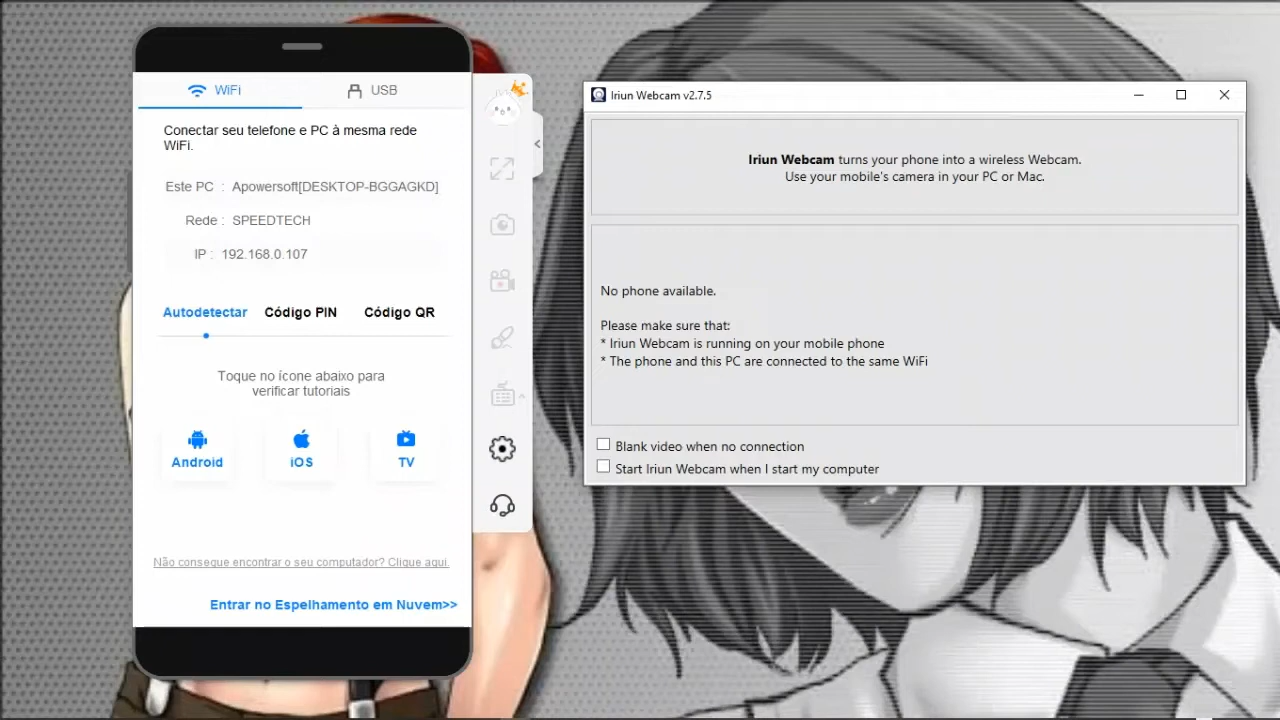 WiFi
USB
Conectar seu telefone e PC à mesma rede
WiFi.
Este PC : Apowersoft[DESKTOP-BGGAGKD]
Rede : SPEEDTECH
IP : 192.168.0.107
Autodetectar Código PIN Código QR
Toque no ícone abaixo para
verificar tutoriais
Android iOS TV
Não consegue encontrar o seu computador? Clique aqui.
Entrar no Espelhamento em Nuvem>>
Iriun Webcam v2.7.5
Iriun Webcam turns your phone into a wireless Webcam.
Use your mobile's camera in your PC or Mac.
No phone available.
Please make sure that:
* Iriun Webcam is running on your mobile phone
* The phone and this PC are connected to the same WiFi
Blank video when no connection
Start Iriun Webcam when I start my computer